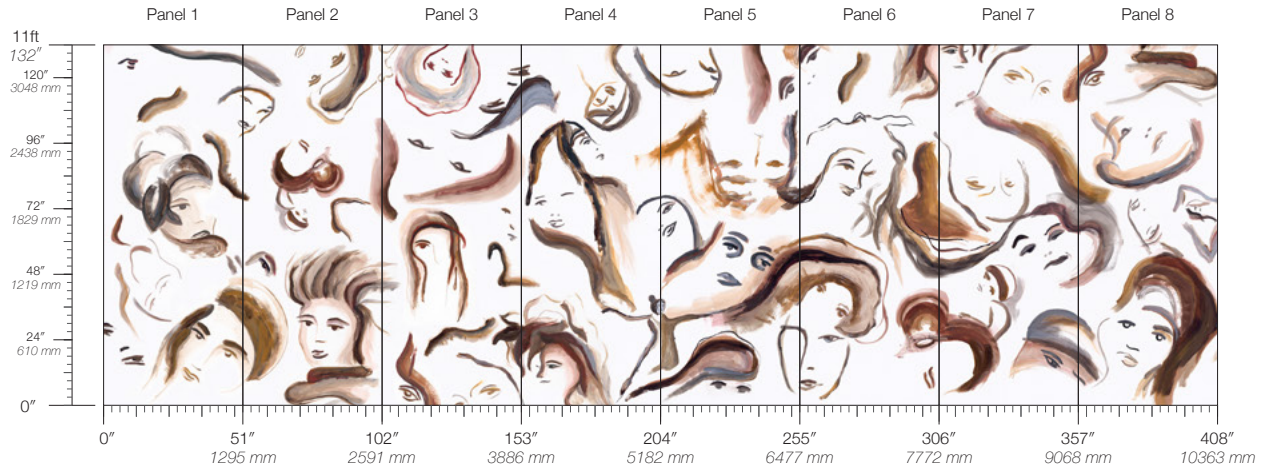 Panel 1 Panel 2 Panel 3 Panel 4 Panel 5 Panel 6 Panel 7 Panel 8
11ft
132″
120″
3048 mm
96″
2438 mm
72″
1829 mm
48″
1219 mm
24″
610 mm
0″
0″ 51″ 102″ 153″ 204″ 255″ 306″ 357″ 408″
1295 mm 2591 mm 3886 mm 5182 mm 6477 mm 7772 mm 9068 mm 10363 mm